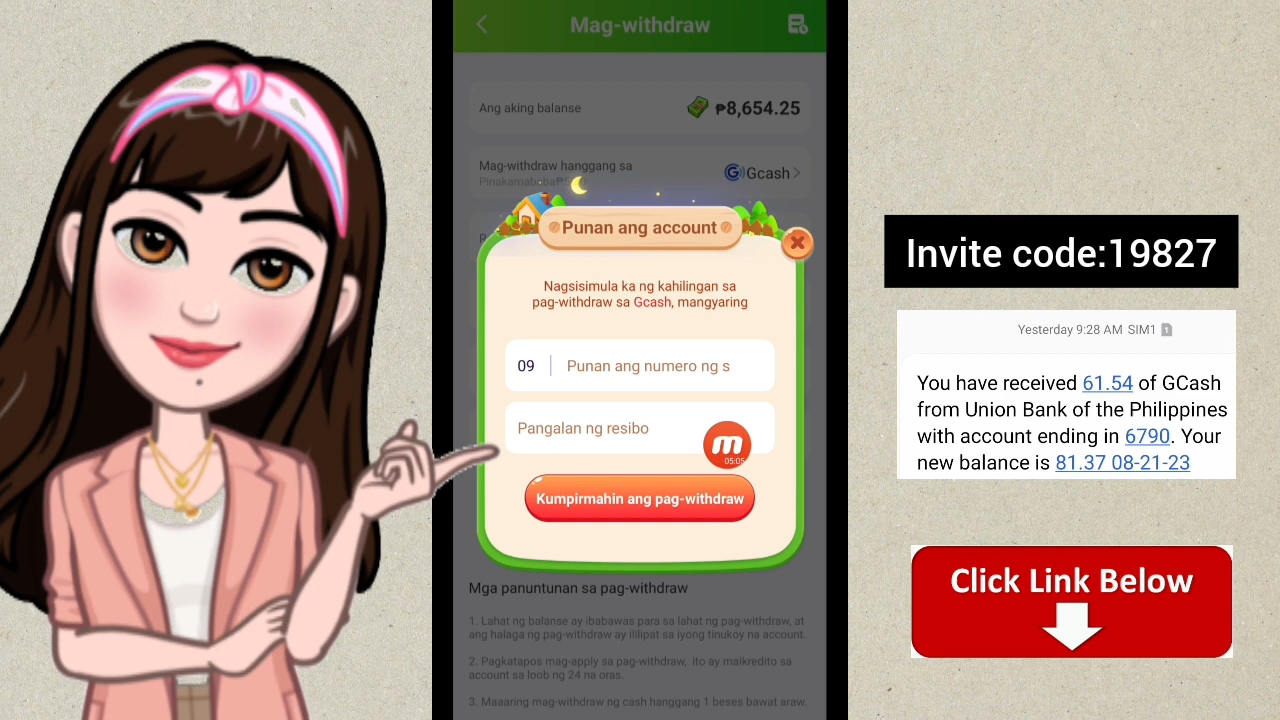 Mag-withdraw
Ang aking balanse
₱8,654.25
Mag-withdraw hanggang sa
Gcash
Punan ang account
Nagsisimula ka ng kahilingan sa
pag-withdraw sa Gcash, mangyaring
09
Punan ang numero ng s
Pangalan ng resibo
m
05:05
Kumpirmahin ang pag-withdraw
Mga panuntunan sa pag-withdraw
1. Lahat ng balanse ay ibabawas para sa lahat ng pag-withdraw, at
ang halaga ng pag-withdraw ay ililipat sa iyong tinukoy na account.
2. Pagkatapos mag-apply sa pag-withdraw, ito ay maikredito sa
account sa loob ng 24 na oras.
3. Maaaring mag-withdraw ng cash hanggang 1 beses bawat araw.
Invite code:19827
Yesterday 9:28 AM SIM1
1
You have received 61.54 of GCash
from Union Bank of the Philippines
with account ending in 6790. Your
new balance is 81.37 08-21-23
Click Link Below